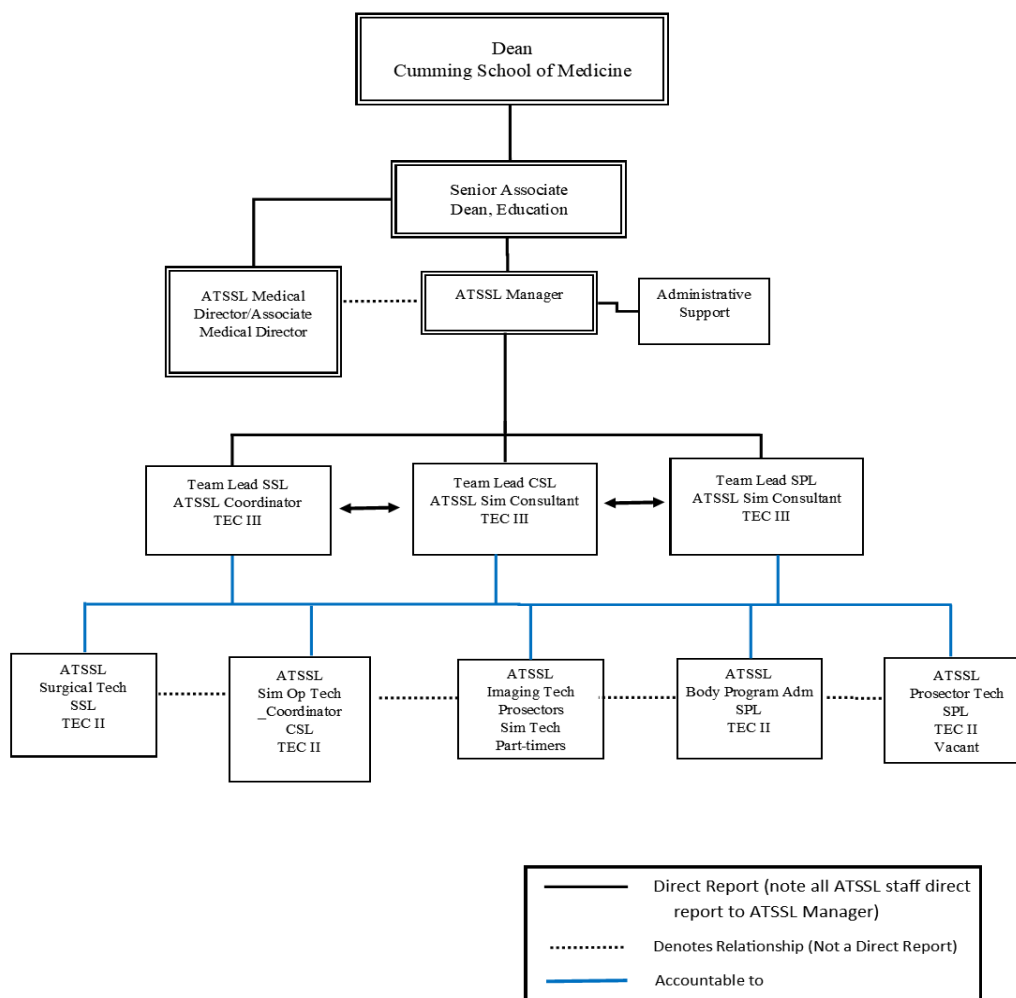 Dean
Cumming School of Medicine
Senior Associate
Dean, Education
ATSSL Medical
Director/Associate
Medical Director
ATSSL Manager
Administrative
Support
Team Lead SSL
ATSSL Coordinator
TEC III
Team Lead CSL
ATSSL Sim Consultant
TEC III
Team Lead SPL
ATSSL Sim Consultant
TEC III
ATSSL
Surgical Tech
SSL
TEC II
ATSSL
Sim Op Tech
_Coordinator
CSL
TEC II
ATSSL
Imaging Tech
Prosectors
Sim Tech
Part-timers
ATSSL
Body Program Adm
SPL
TEC II
ATSSL
Prosector Tech
SPL
TEC II
Vacant
Direct Report (note all ATSSL staff direct
report to ATSSL Manager)
Denotes Relationship (Not a Direct Report)
Accountable to